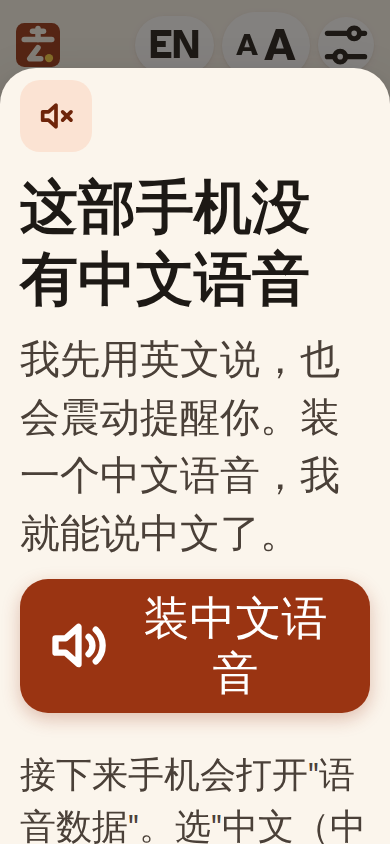 去 EN AA
这部手机没
有中文语音
我先用英文说，也
会震动提醒你。装
一个中文语音，我
就能说中文了。
装中文语
音
接下来手机会打开"语
音数据"。选"中文（中